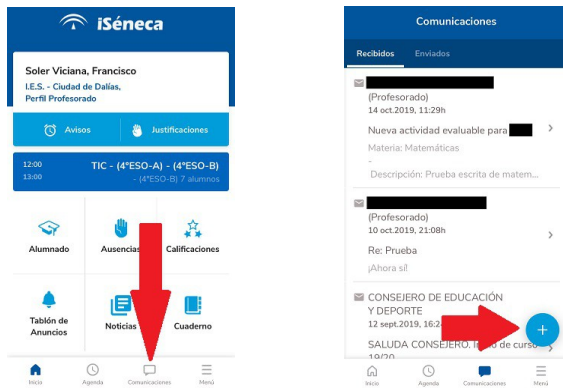 iSéneca
Soler Viciana, Francisco
I.E.S. - Ciudad de Dalías,
Perfil Profesorado
Avisos
Justificaciones
12:00
13:00
TIC - (4ºESO-A) - (4ºESO-B)
- (4ºESO-B) 7 alumnos
Alumnado
Ausencias
Calificaciones
Tablón de
Anuncios
Noticias
Cuaderno
Inicio
Agenda
Comunicaciones
Menú
Comunicaciones
Recibidos
Enviados
(Profesorado)
14 oct.2019, 11:29h
Nueva actividad evaluable para
Materia: Matemáticas
-
Descripción: Prueba escrita de matem...
(Profesorado)
10 oct.2019, 21:08h
Re: Prueba
¡Ahora sí!
CONSEJERO DE EDUCACIÓN
Y DEPORTE
12 sept.2019, 16:2
SALUDA CONSEJERO. de curso
19/20
Inicio
Agenda
Comunicaciones
Menú